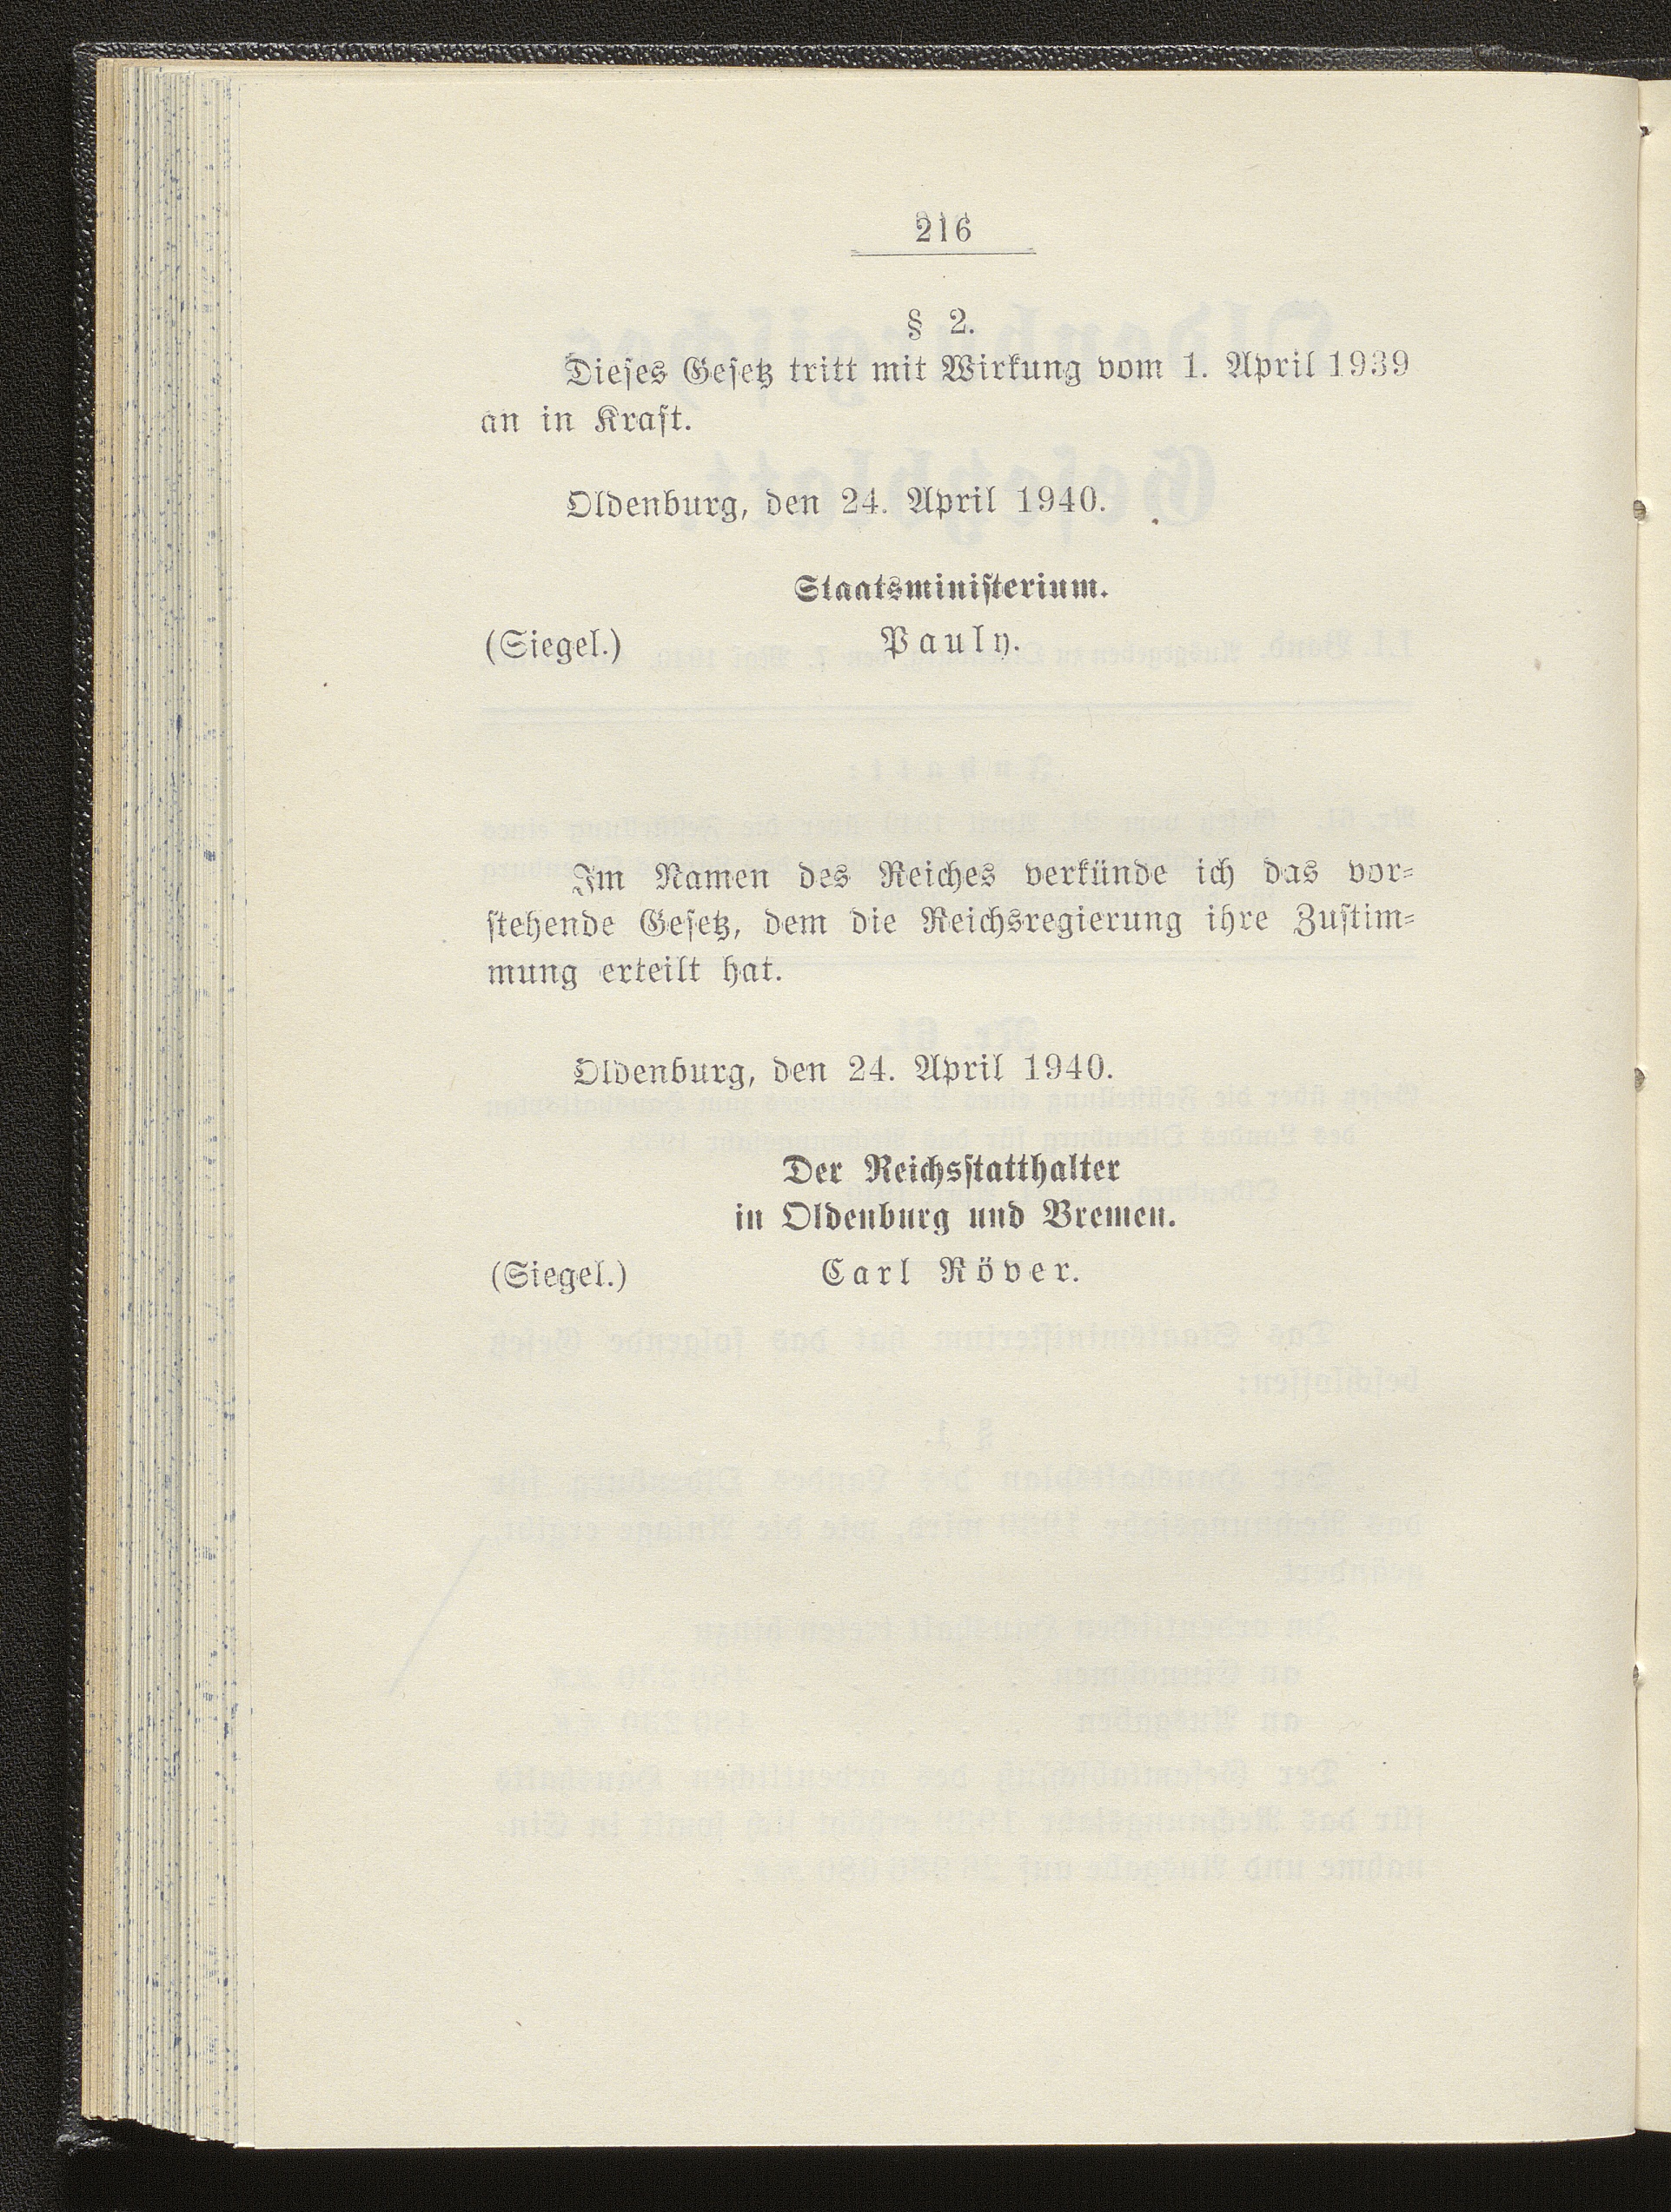 216
§ 2.
Dieses Gesetz tritt mit Wirkung vom 1. April 1939
an in Kraft.
Oldenburg, den 24. April 1940.
Staatsministerium.
(Siegel.) Pauly.
Im Namen des Reiches verkünde ich das vor-
stehende Gesetz, dem die Reichsregierung ihre Zustim-
mung erteilt hat.
Oldenburg, den 24. April 1940.
Der Reichsstatthalter
in Oldenburg und Bremen.
(Siegel.) Carl Röver.